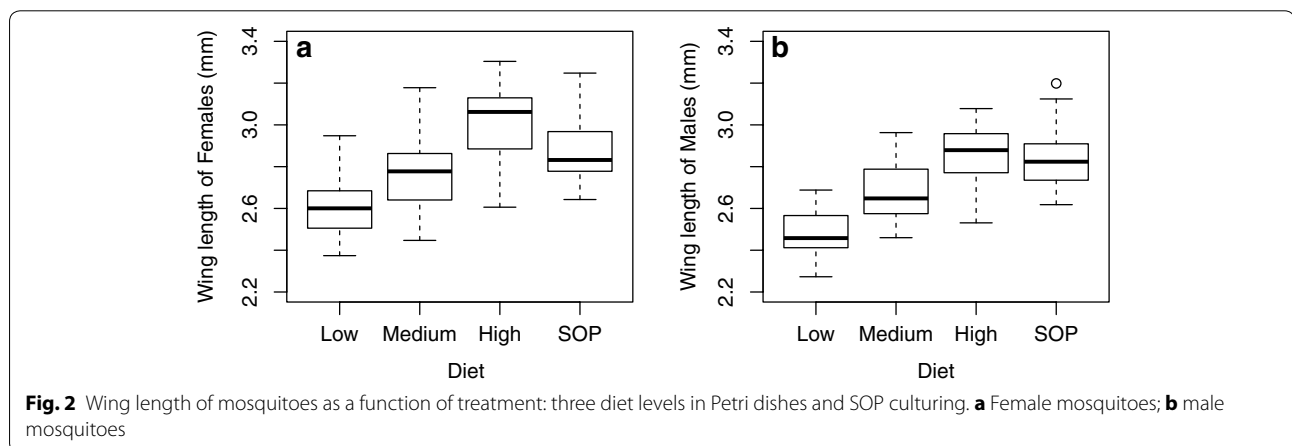 a
Wing length of Females (mm)
3.4
3.0
2.6
2.2
Low Medium High SOP
Diet
b
Wing length of Males (mm)
3.4
3.0
2.6
2.2
Low Medium High SOP
Diet
Fig. 2 Wing length of mosquitoes as a function of treatment: three diet levels in Petri dishes and SOP culturing. a Female mosquitoes; b male
mosquitoes